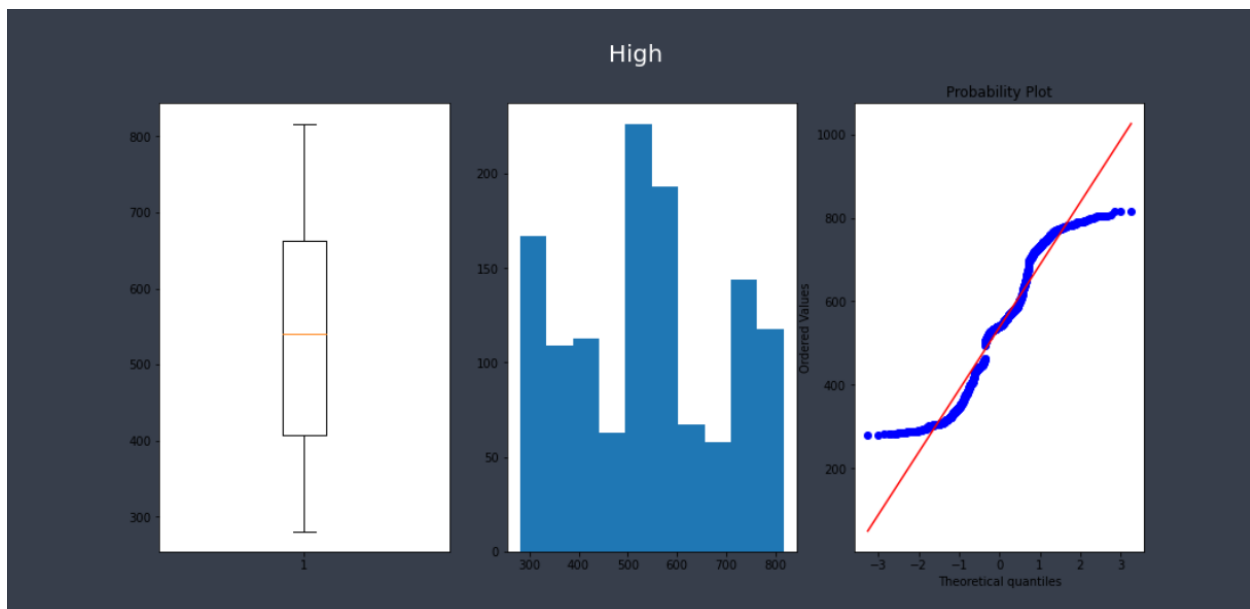 High
800
700
600
500
400
300
1
200
150
100
50
0
300 400 500 600 700 800
Probability Plot
Ordered Values
1000
800
600
400
200
−3 −2 −1 0 1 2 3
Theoretical quantiles